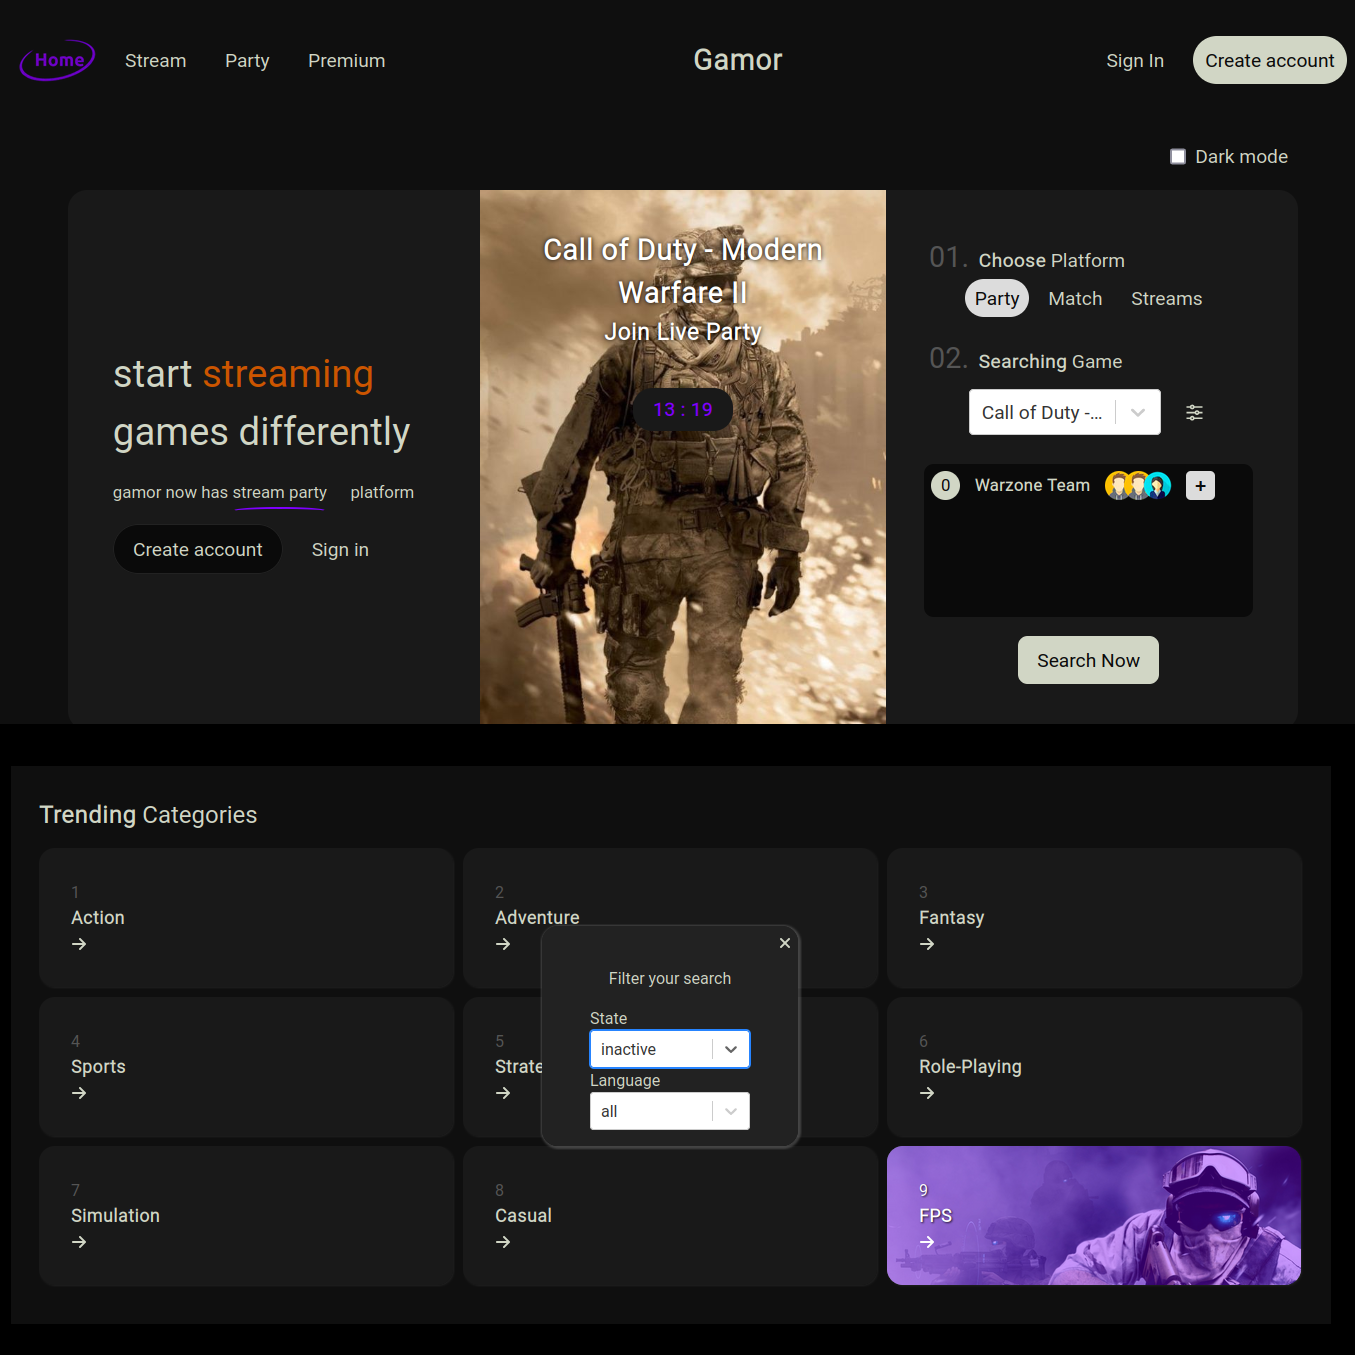 Home Stream Party Premium Gamor Sign In Create account
Dark mode
start streaming
games differently
gamor now has stream party platform
Create account Sign in
Call of Duty - Modern
Warfare II
Join Live Party
13 : 19
01. Choose Platform
Party Match Streams
02. Searching Game
Call of Duty -...
0 Warzone Team +
Search Now
Trending Categories
1
Action
2
Adventure
3
Fantasy
4
Sports
5
Strate
6
Role-Playing
Filter your search
State
inactive
Language
all
7
Simulation
8
Casual
9
FPS